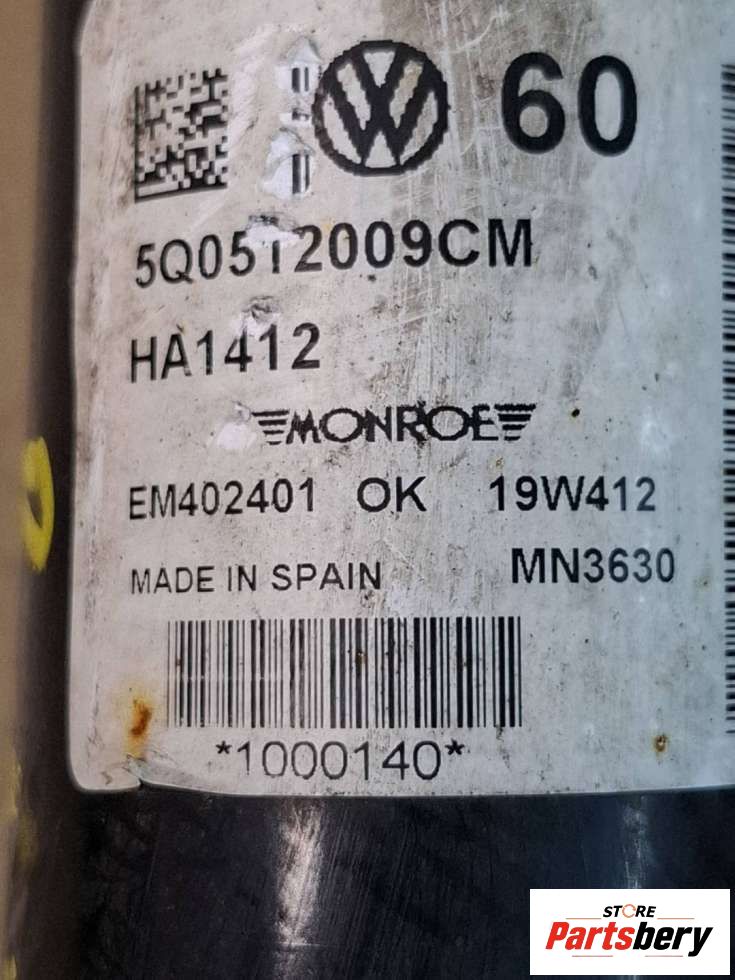 60
5Q0512009CM
HA1412
MONROE
EM402401 OK 19W412
MADE IN SPAIN MN3630
*1000140*
STORE
Partsbery